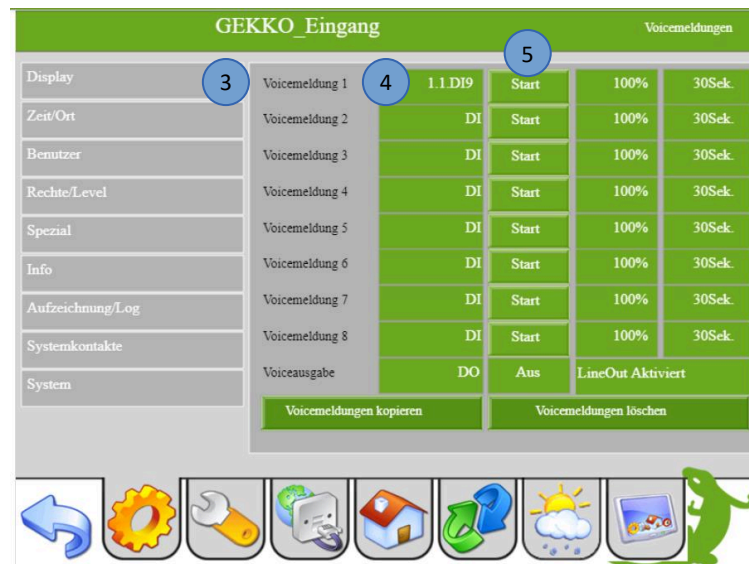 GEKKO_Eingang
Voicemeldungen
5
Display
3
Voicemeldung 1
4
1.1.DI9
Start
100%
30Sek.
Zeit/Ort
Voicemeldung 2
DI
Start
100%
30Sek.
Benutzer
Voicemeldung 3
DI
Start
100%
30Sek.
Rechte/Level
Voicemeldung 4
DI
Start
100%
30Sek.
Spezial
Voicemeldung 5
DI
Start
100%
30Sek.
Info
Voicemeldung 6
DI
Start
100%
30Sek.
Aufzeichnung/Log
Voicemeldung 7
DI
Start
100%
30Sek.
Systemkontakte
Voicemeldung 8
DI
Start
100%
30Sek.
System
Voiceausgabe
DO
Aus
LineOut Aktiviert
Voicemeldungen kopieren
Voicemeldungen löschen